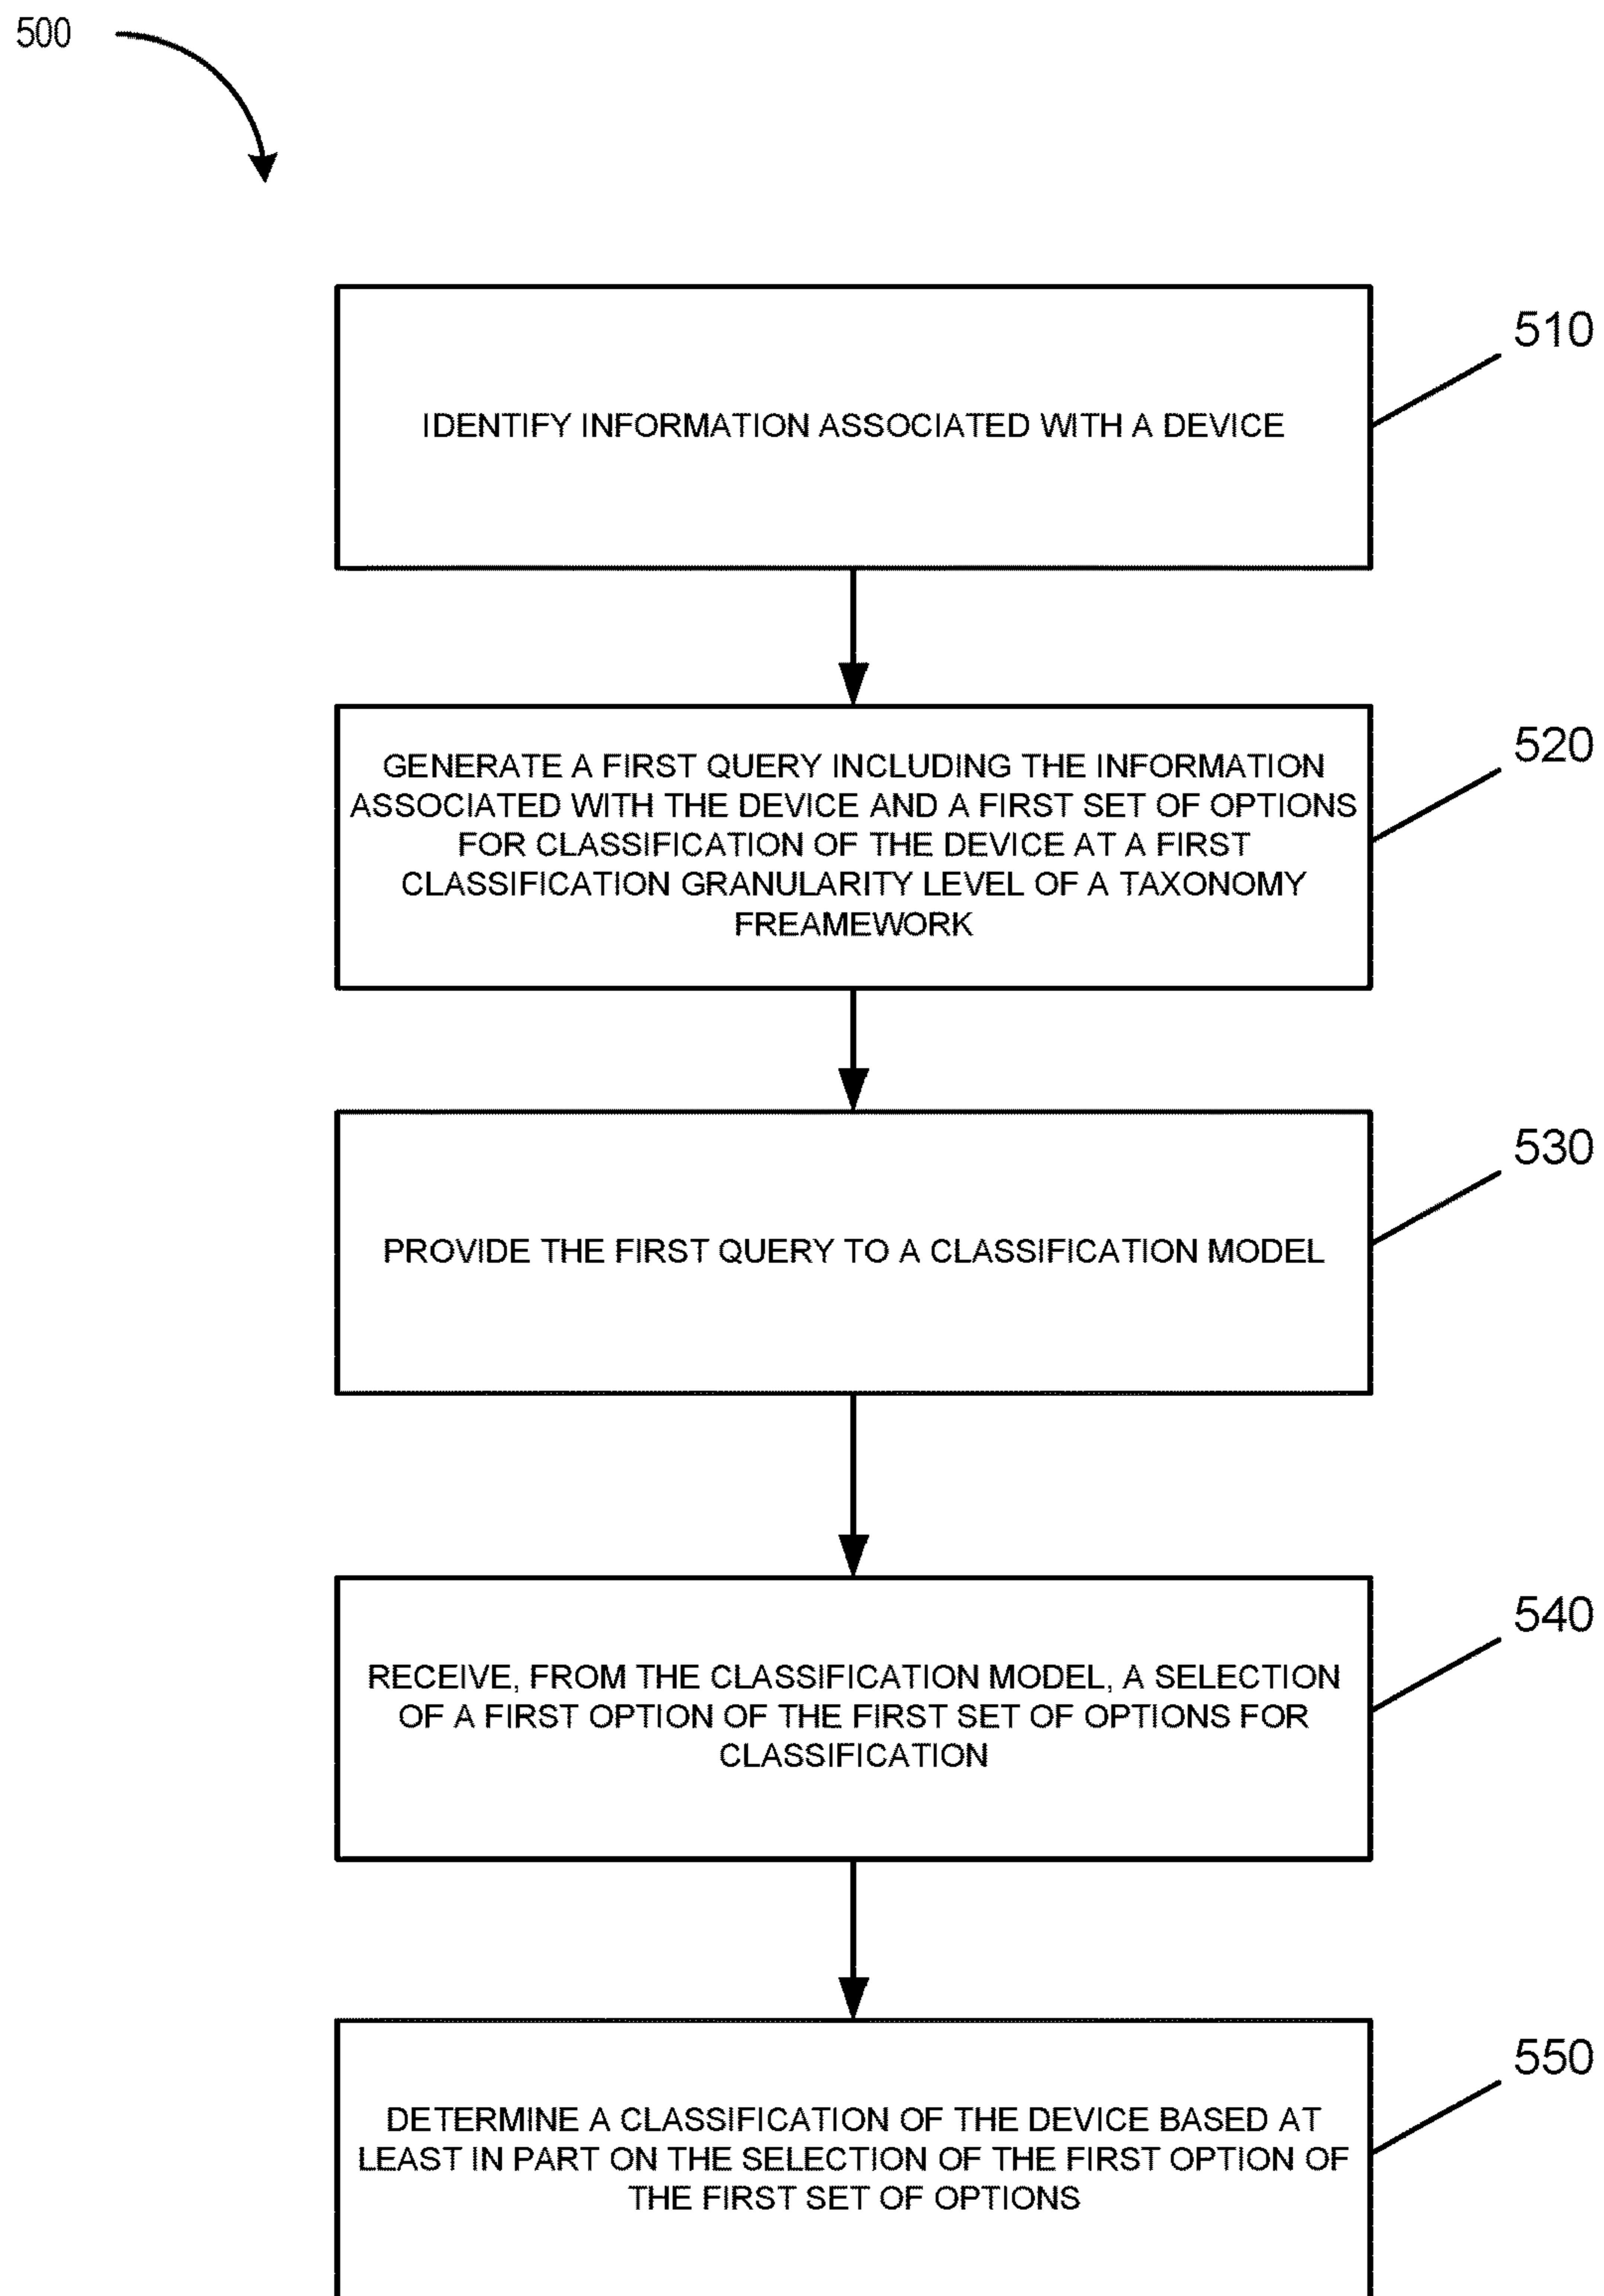 500
510
IDENTIFY INFORMATION ASSOCIATED WITH A DEVICE
520
GENERATE A FIRST QUERY INCLUDING THE INFORMATION
ASSOCIATED WITH THE DEVICE AND A FIRST SET OF OPTIONS
FOR CLASSIFICATION OF THE DEVICE AT A FIRST
CLASSIFICATION GRANULARITY LEVEL OF A TAXONOMY
FREAMEWORK
530
PROVIDE THE FIRST QUERY TO A CLASSIFICATION MODEL
540
RECEIVE, FROM THE CLASSIFICATION MODEL, A SELECTION
OF A FIRST OPTION OF THE FIRST SET OF OPTIONS FOR
CLASSIFICATION
550
DETERMINE A CLASSIFICATION OF THE DEVICE BASED AT
LEAST IN PART ON THE SELECTION OF THE FIRST OPTION OF
THE FIRST SET OF OPTIONS